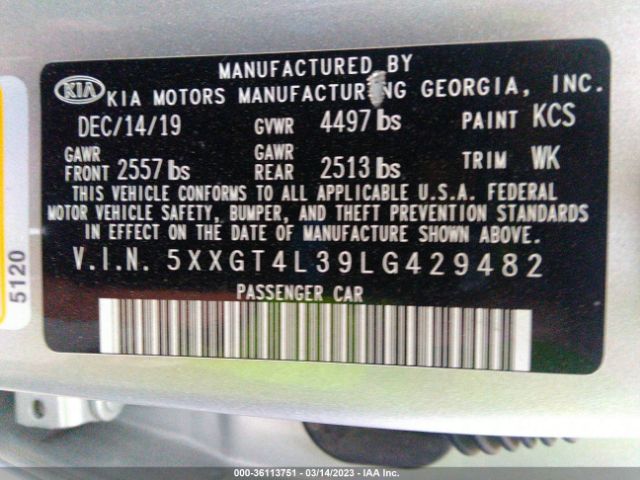 MANUFACTURED BY
KIA KIA MOTORS MANUFACTURING GEORGIA, INC.
DEC/14/19 GVWR 4497 lbs PAINT KCS
GAWR FRONT 2557 lbs GAWR REAR 2513 lbs TRIM WK
THIS VEHICLE CONFORMS TO ALL APPLICABLE U.S.A. FEDERAL
MOTOR VEHICLE SAFETY, BUMPER, AND THEFT PREVENTION STANDARDS
IN EFFECT ON THE DATE OF MANUFACTURE SHOWN ABOVE.
V.I.N. 5XXGT4L39LG429482
PASSENGER CAR
5120
000-36113751 — 03/14/2023 — IAA Inc.